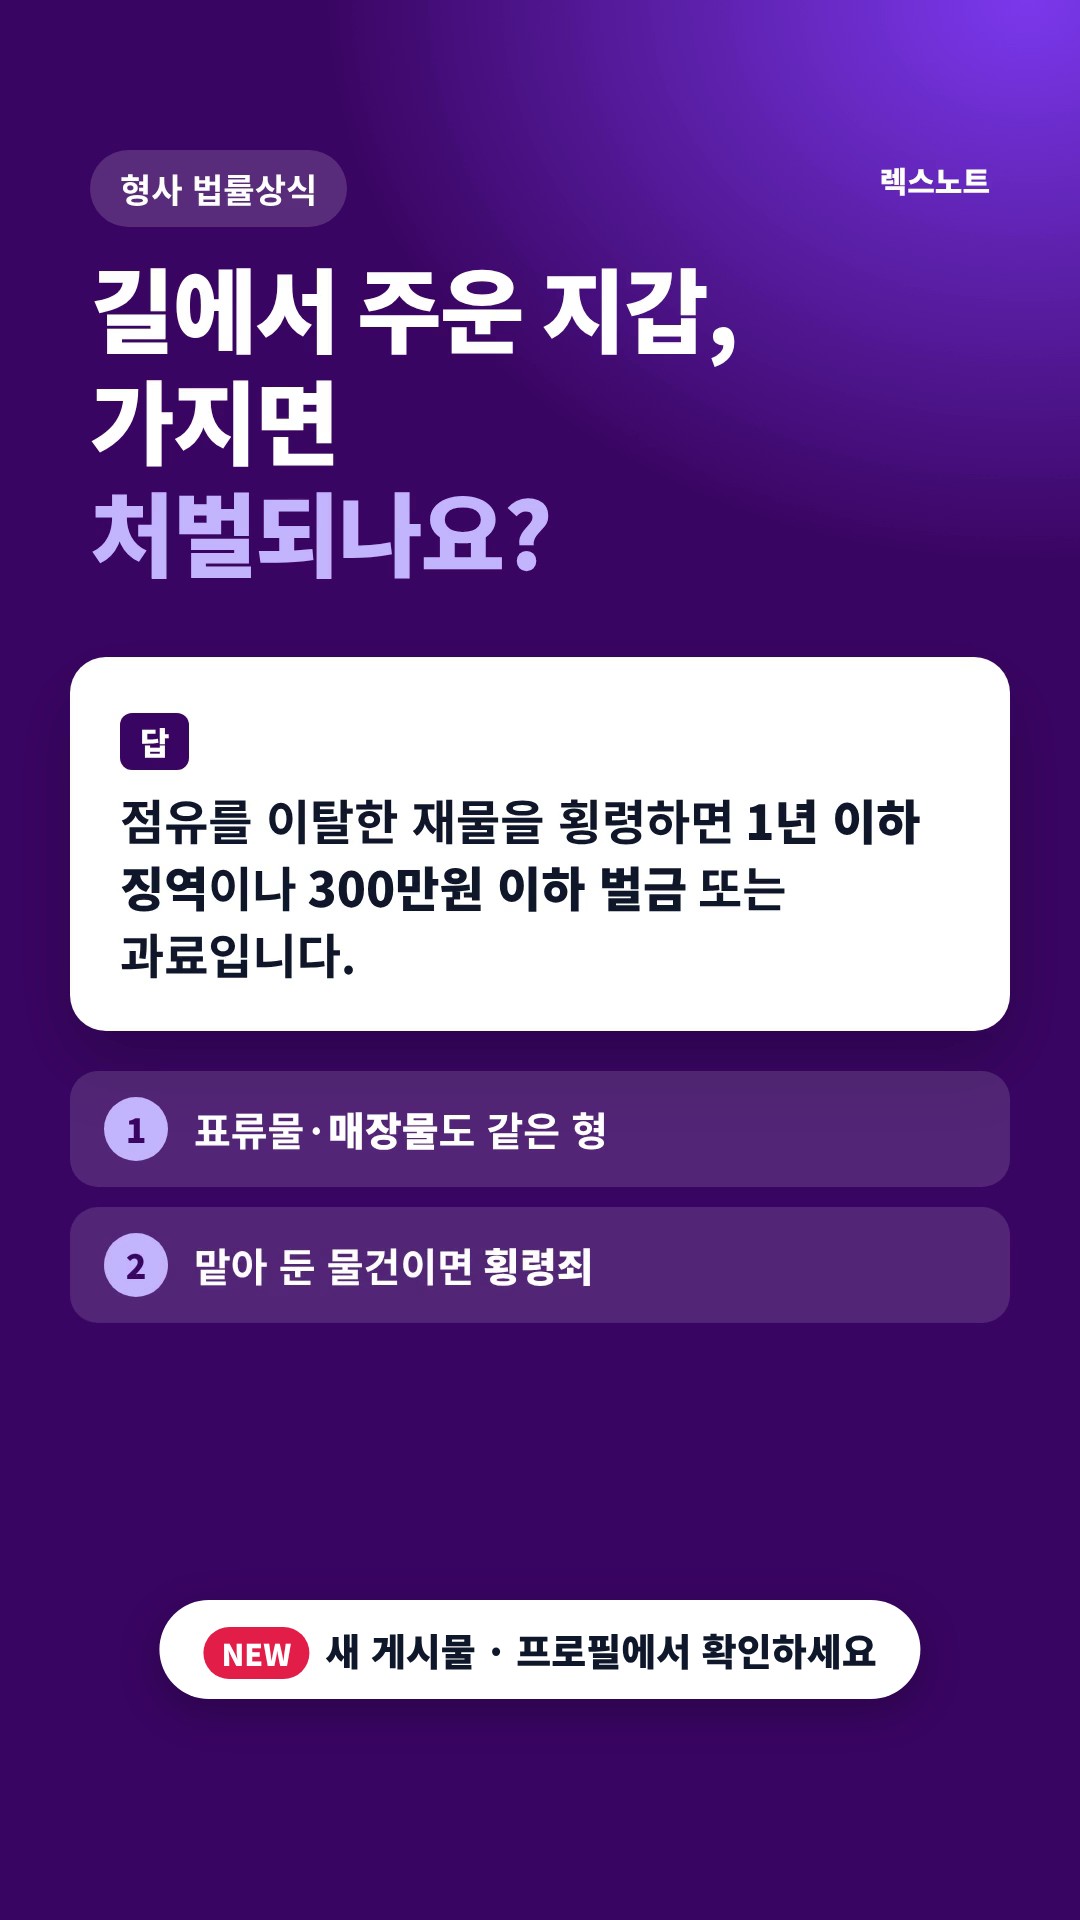 형사 법률상식
렉스노트
길에서 주운 지갑,
가지면
처벌되나요?
답
점유를 이탈한 재물을 횡령하면 1년 이하
징역이나 300만원 이하 벌금 또는
과료입니다.
1 표류물·매장물도 같은 형
2 맡아 둔 물건이면 횡령죄
NEW 새 게시물 · 프로필에서 확인하세요